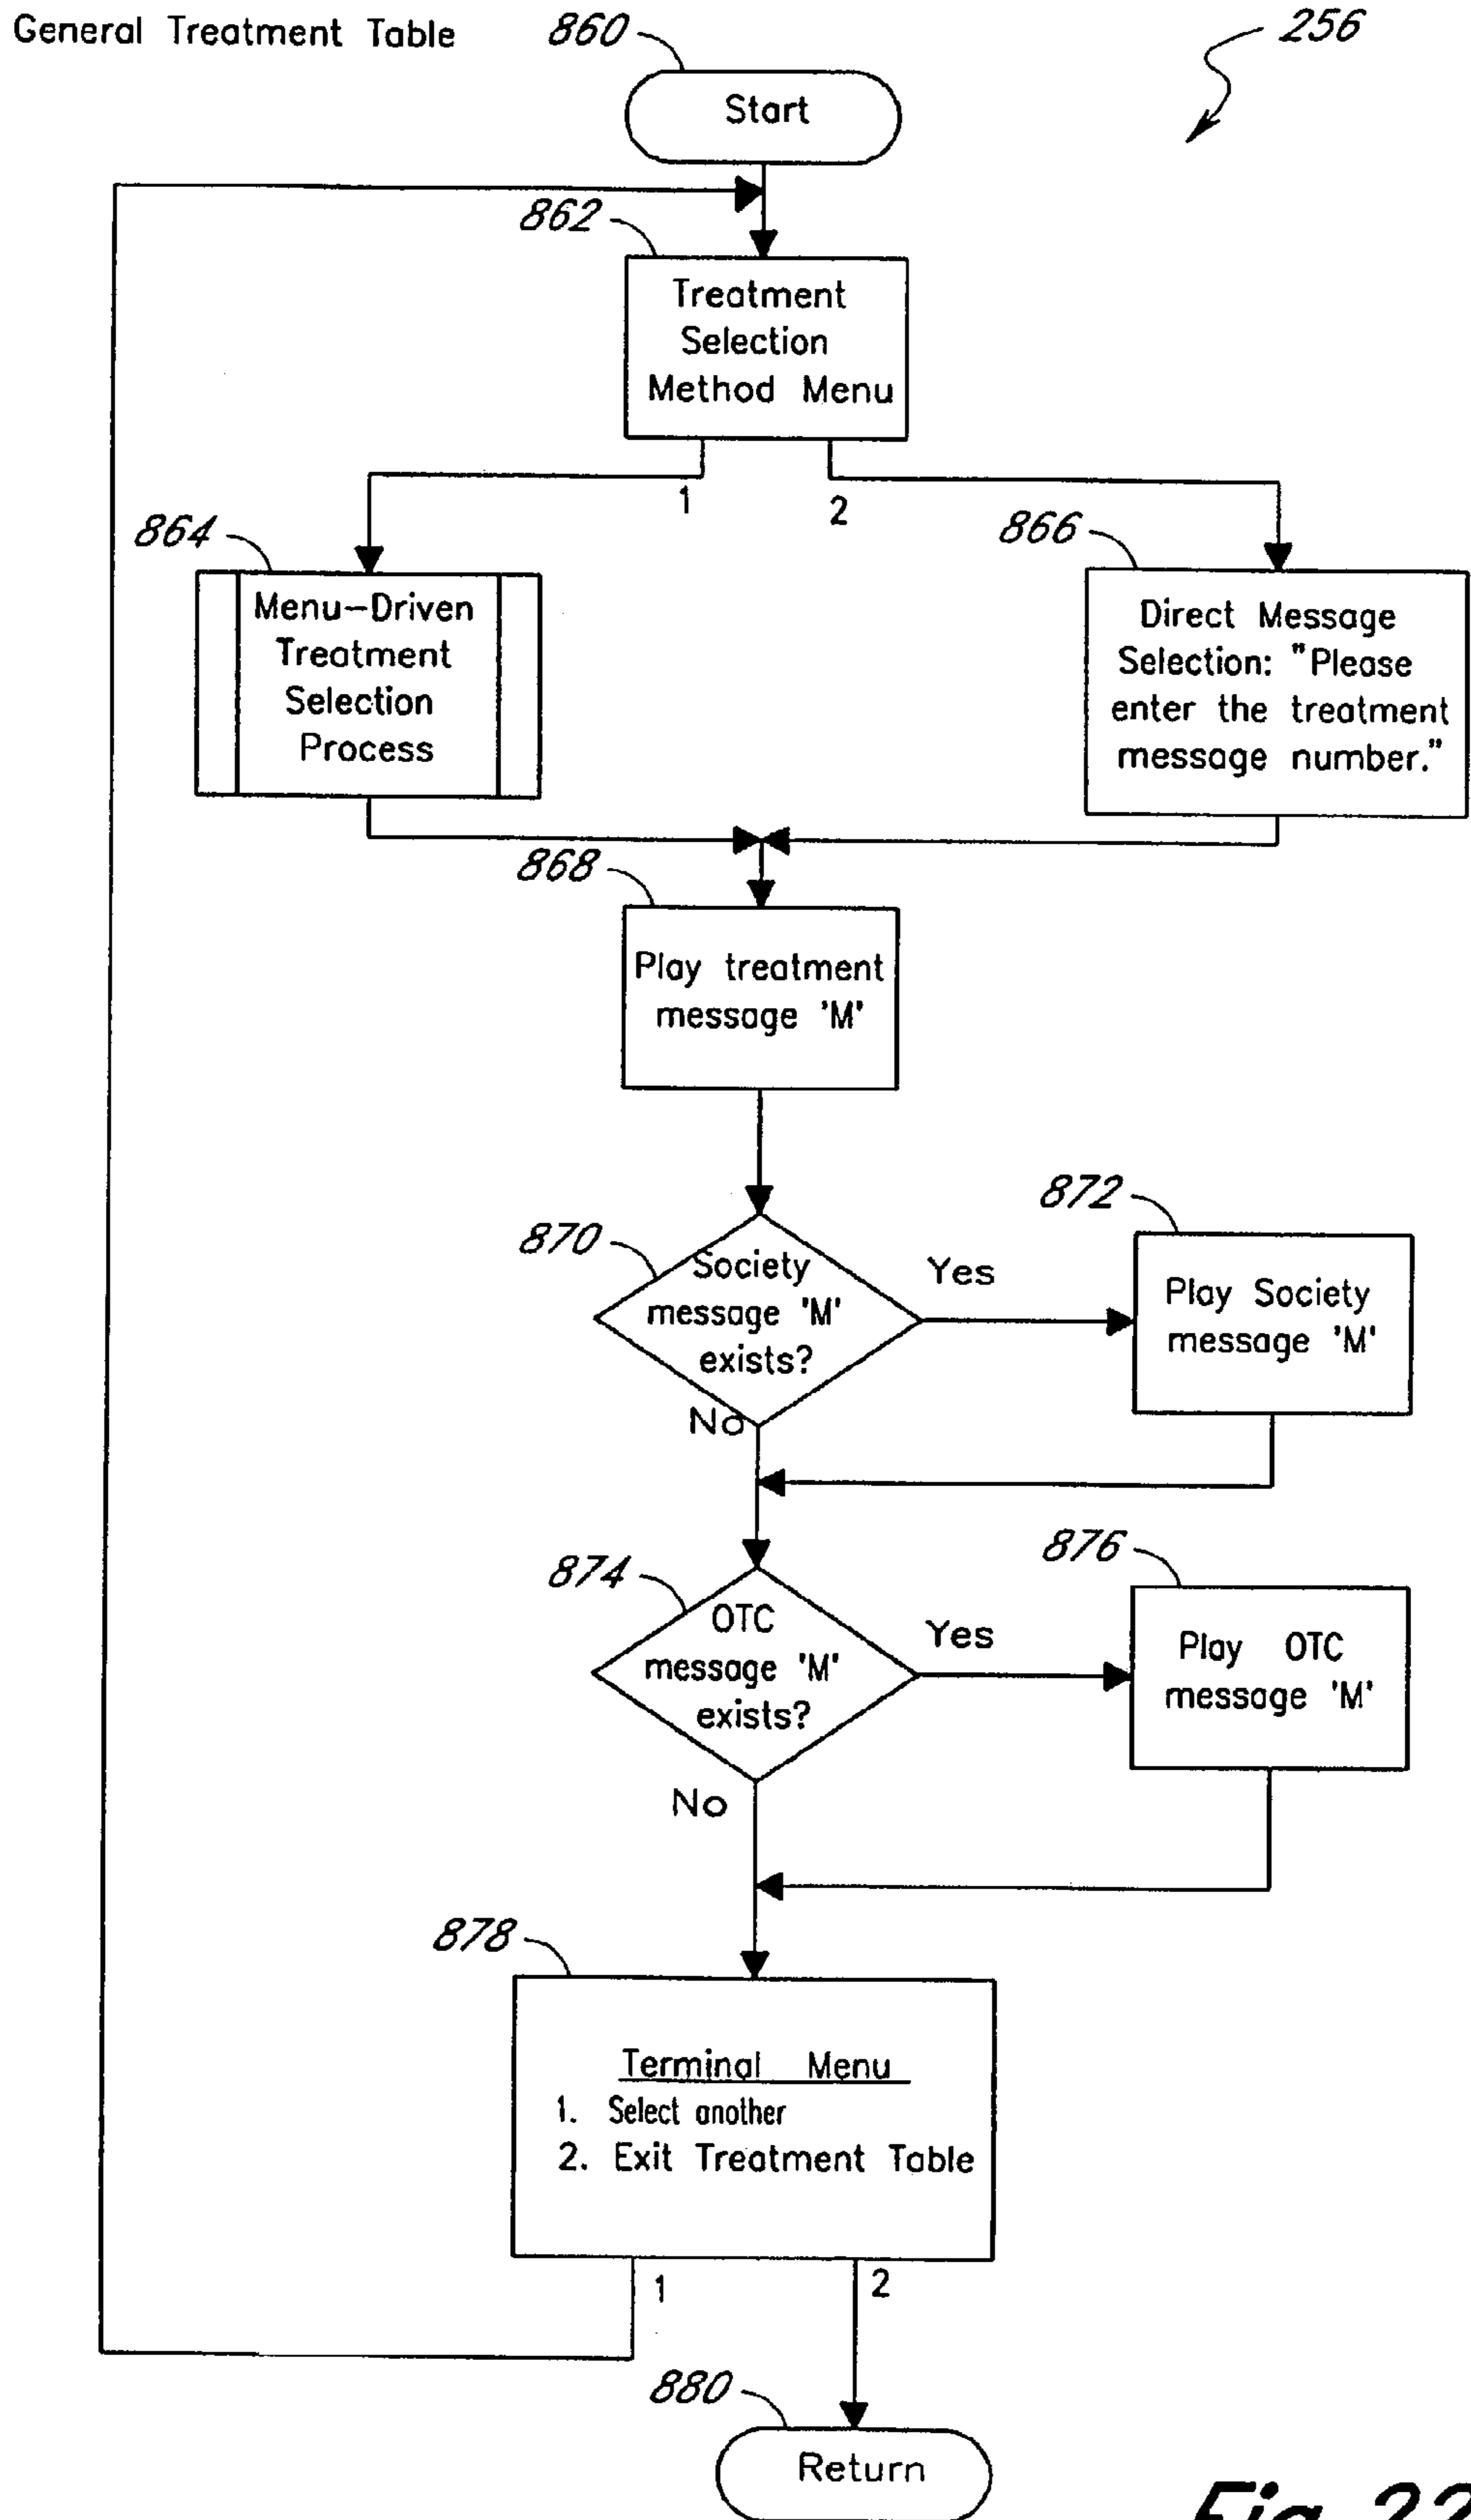 General Treatment Table
860
256
Start
862
Treatment
Selection
Method Menu
1
2
864
866
Menu-Driven
Treatment
Selection
Process
Direct Message
Selection: "Please
enter the treatment
message number."
868
Play treatment
message 'M'
870
872
Society
message 'M'
exists?
Yes
Play Society
message 'M'
No
874
876
OTC
message 'M'
exists?
Yes
Play OTC
message 'M'
No
878
Terminal Menu
1. Select another
2. Exit Treatment Table
1
2
880
Return